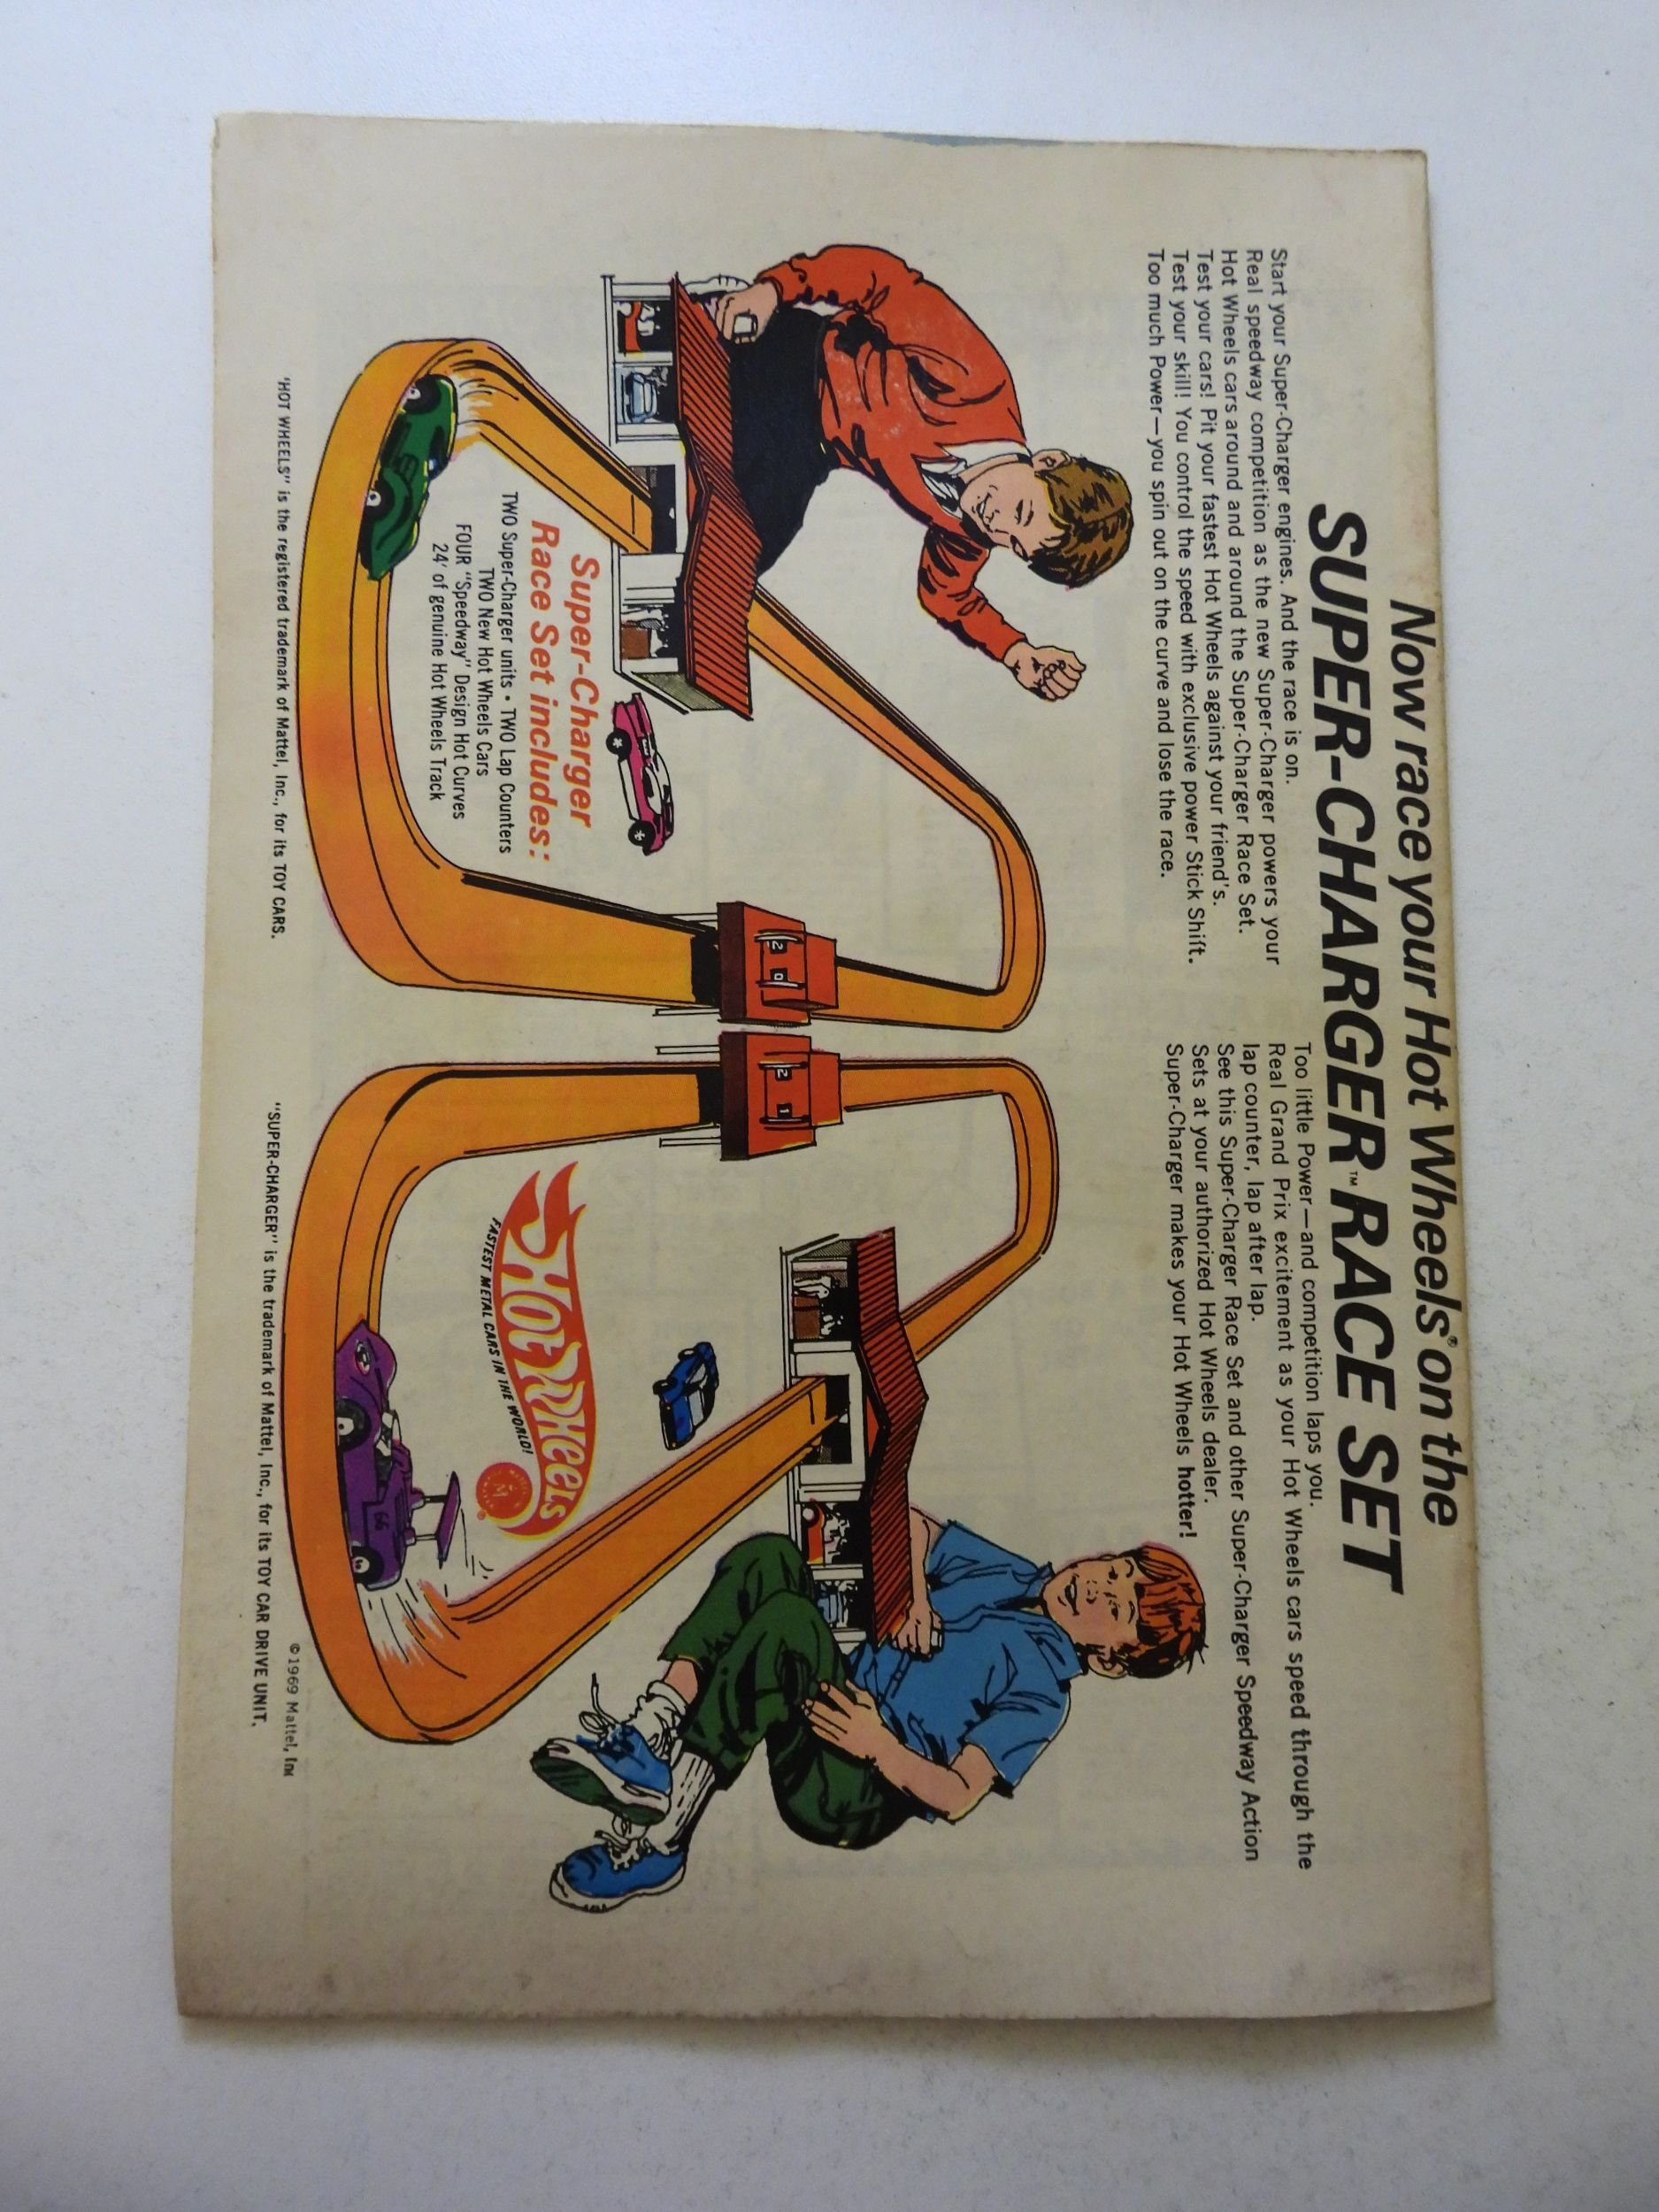 Now race your Hot Wheels® on the
SUPER-CHARGER™ RACE SET
Start your Super-Charger engines. And the race is on.
Real speedway competition as the new Super-Charger powers your
Hot Wheels cars around and around the Super-Charger Race Set.
Test your cars! Pit your fastest Hot Wheels against your friend's.
Test your skill! You control the speed with exclusive power Stick Shift.
Too much Power—you spin out on the curve and lose the race.
Too little Power—and competition laps you.
Real Grand Prix excitement as your Hot Wheels cars speed through the
lap counter, lap after lap.
See this Super-Charger Race Set and other Super-Charger Speedway Action
Sets at your authorized Hot Wheels dealer.
Super-Charger makes your Hot Wheels hotter!
2 0
2 1
Super-Charger
Race Set includes:
TWO Super-Charger units • TWO Lap Counters
TWO New Hot Wheels Cars
FOUR "Speedway" Design Hot Curves
24' of genuine Hot Wheels Track
Hot Wheels
FASTEST METAL CARS IN THE WORLD!
®
66
© 1969 Mattel, Inc
'HOT WHEELS" is the registered trademark of Mattel, Inc., for its TOY CARS.
"SUPER-CHARGER" is the trademark of Mattel, Inc., for its TOY CAR DRIVE UNIT.